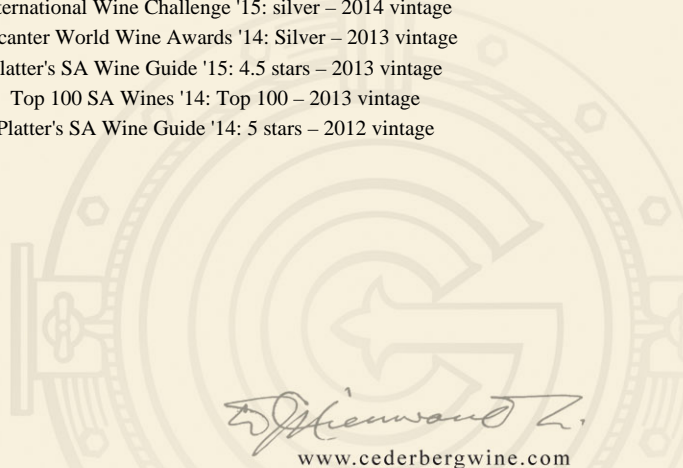 ternational Wine Challenge '15: silver – 2014 vintage
canter World Wine Awards '14: Silver – 2013 vintage
latter's SA Wine Guide '15: 4.5 stars – 2013 vintage
Top 100 SA Wines '14: Top 100 – 2013 vintage
Platter's SA Wine Guide '14: 5 stars – 2012 vintage
www.cederbergwine.com